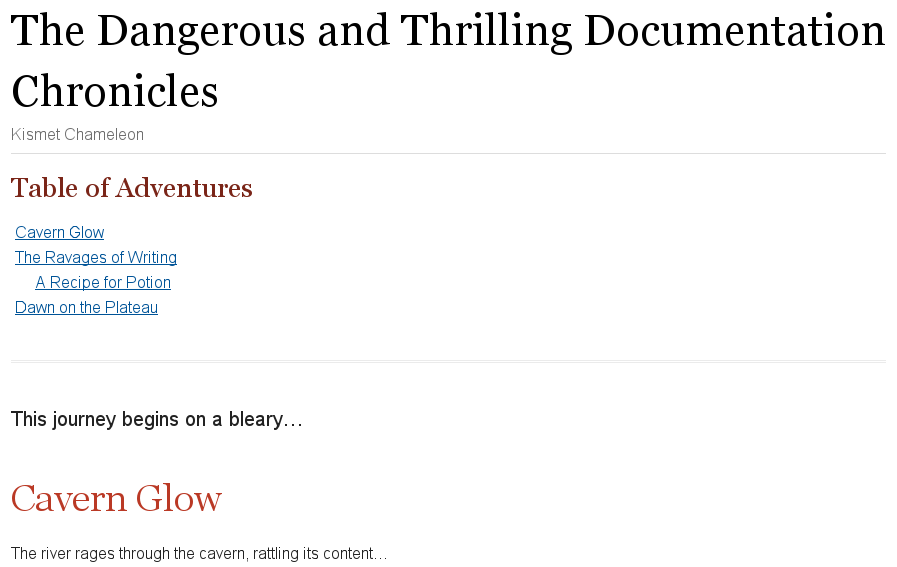 The Dangerous and Thrilling Documentation
Chronicles
Kismet Chameleon
Table of Adventures
Cavern Glow
The Ravages of Writing
A Recipe for Potion
Dawn on the Plateau
This journey begins on a bleary…
Cavern Glow
The river rages through the cavern, rattling its content…